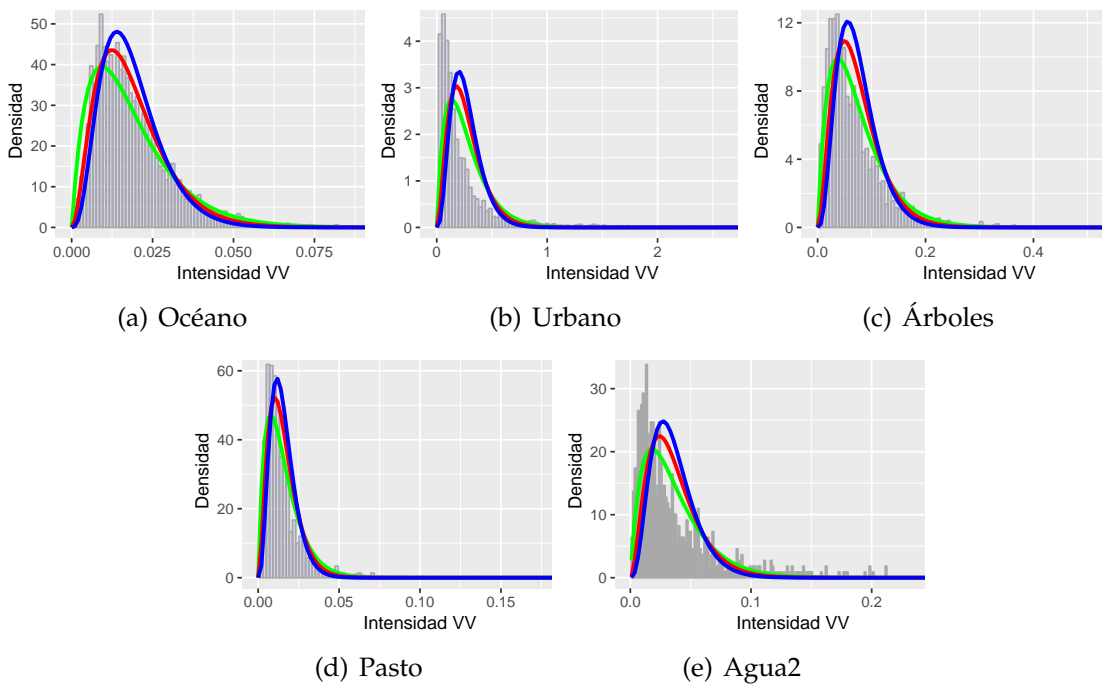 50
40
30
20
10
0
Densidad
0.000 0.025 0.050 0.075
Intensidad VV
(a) Océano
4
3
2
1
0
Densidad
0 1 2
Intensidad VV
(b) Urbano
12
8
4
0
Densidad
0.0 0.2 0.4
Intensidad VV
(c) Árboles
60
40
20
0
Densidad
0.00 0.05 0.10 0.15
Intensidad VV
(d) Pasto
30
20
10
0
Densidad
0.0 0.1 0.2
Intensidad VV
(e) Agua2